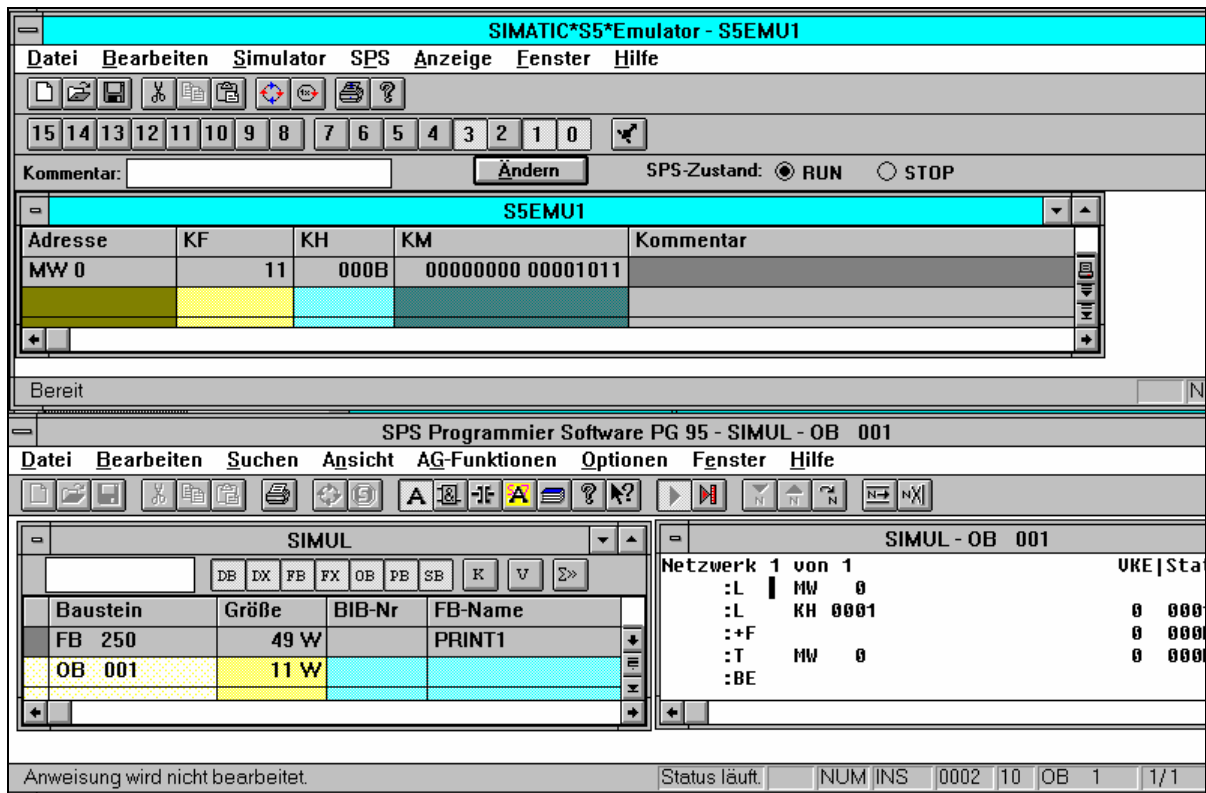 SIMATIC*S5*Emulator - S5EMU1
Datei Bearbeiten Simulator SPS Anzeige Fenster Hilfe
15 14 13 12 11 10 9 8 7 6 5 4 3 2 1 0
Kommentar: Ändern SPS-Zustand: RUN STOP
S5EMU1
Adresse KF KH KM Kommentar
MW 0 11 000B 00000000 00001011
Bereit N
SPS Programmier Software PG 95 - SIMUL - OB 001
Datei Bearbeiten Suchen Ansicht AG-Funktionen Optionen Fenster Hilfe
SIMUL
DB DX FB FX OB PB SB K V Σ»
Baustein Größe BIB-Nr FB-Name
FB 250 49 W PRINT1
OB 001 11 W
SIMUL - OB 001
Netzwerk 1 von 1 VKE|Sta
:L MW 0
:L KH 0001 0 000
:+F 0 000
:T MW 0 0 000
:BE
Anweisung wird nicht bearbeitet. Status läuft. NUM INS 0002 10 OB 1 1/1